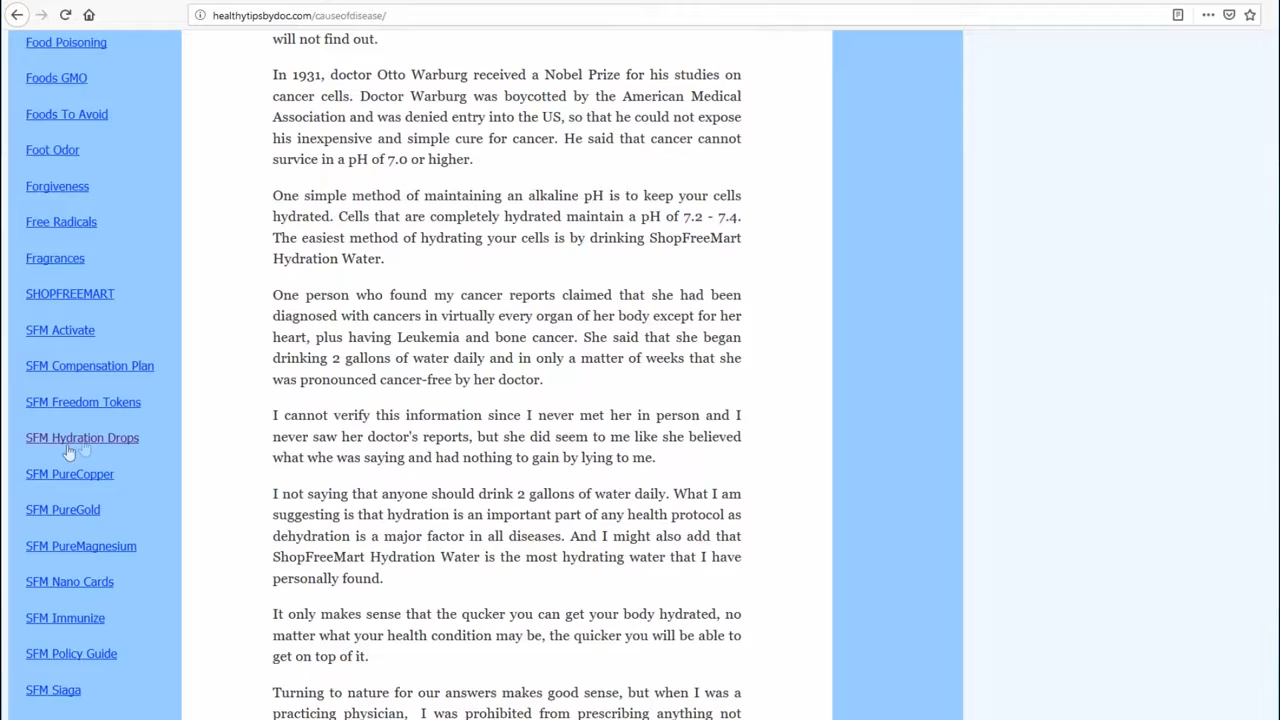 healthytipsbydoc.com/causeofdisease/
Food Poisoning
Foods GMO
Foods To Avoid
Foot Odor
Forgiveness
Free Radicals
Fragrances
SHOPFREEMART
SFM Activate
SFM Compensation Plan
SFM Freedom Tokens
SFM Hydration Drops
SFM PureCopper
SFM PureGold
SFM PureMagnesium
SFM Nano Cards
SFM Immunize
SFM Policy Guide
SFM Siaga
will not find out.
In 1931, doctor Otto Warburg received a Nobel Prize for his studies on
cancer cells. Doctor Warburg was boycotted by the American Medical
Association and was denied entry into the US, so that he could not expose
his inexpensive and simple cure for cancer. He said that cancer cannot
survice in a pH of 7.0 or higher.
One simple method of maintaining an alkaline pH is to keep your cells
hydrated. Cells that are completely hydrated maintain a pH of 7.2 - 7.4.
The easiest method of hydrating your cells is by drinking ShopFreeMart
Hydration Water.
One person who found my cancer reports claimed that she had been
diagnosed with cancers in virtually every organ of her body except for her
heart, plus having Leukemia and bone cancer. She said that she began
drinking 2 gallons of water daily and in only a matter of weeks that she
was pronounced cancer-free by her doctor.
I cannot verify this information since I never met her in person and I
never saw her doctor's reports, but she did seem to me like she believed
what whe was saying and had nothing to gain by lying to me.
I not saying that anyone should drink 2 gallons of water daily. What I am
suggesting is that hydration is an important part of any health protocol as
dehydration is a major factor in all diseases. And I might also add that
ShopFreeMart Hydration Water is the most hydrating water that I have
personally found.
It only makes sense that the qucker you can get your body hydrated, no
matter what your health condition may be, the quicker you will be able to
get on top of it.
Turning to nature for our answers makes good sense, but when I was a
practicing physician, I was prohibited from prescribing anything not